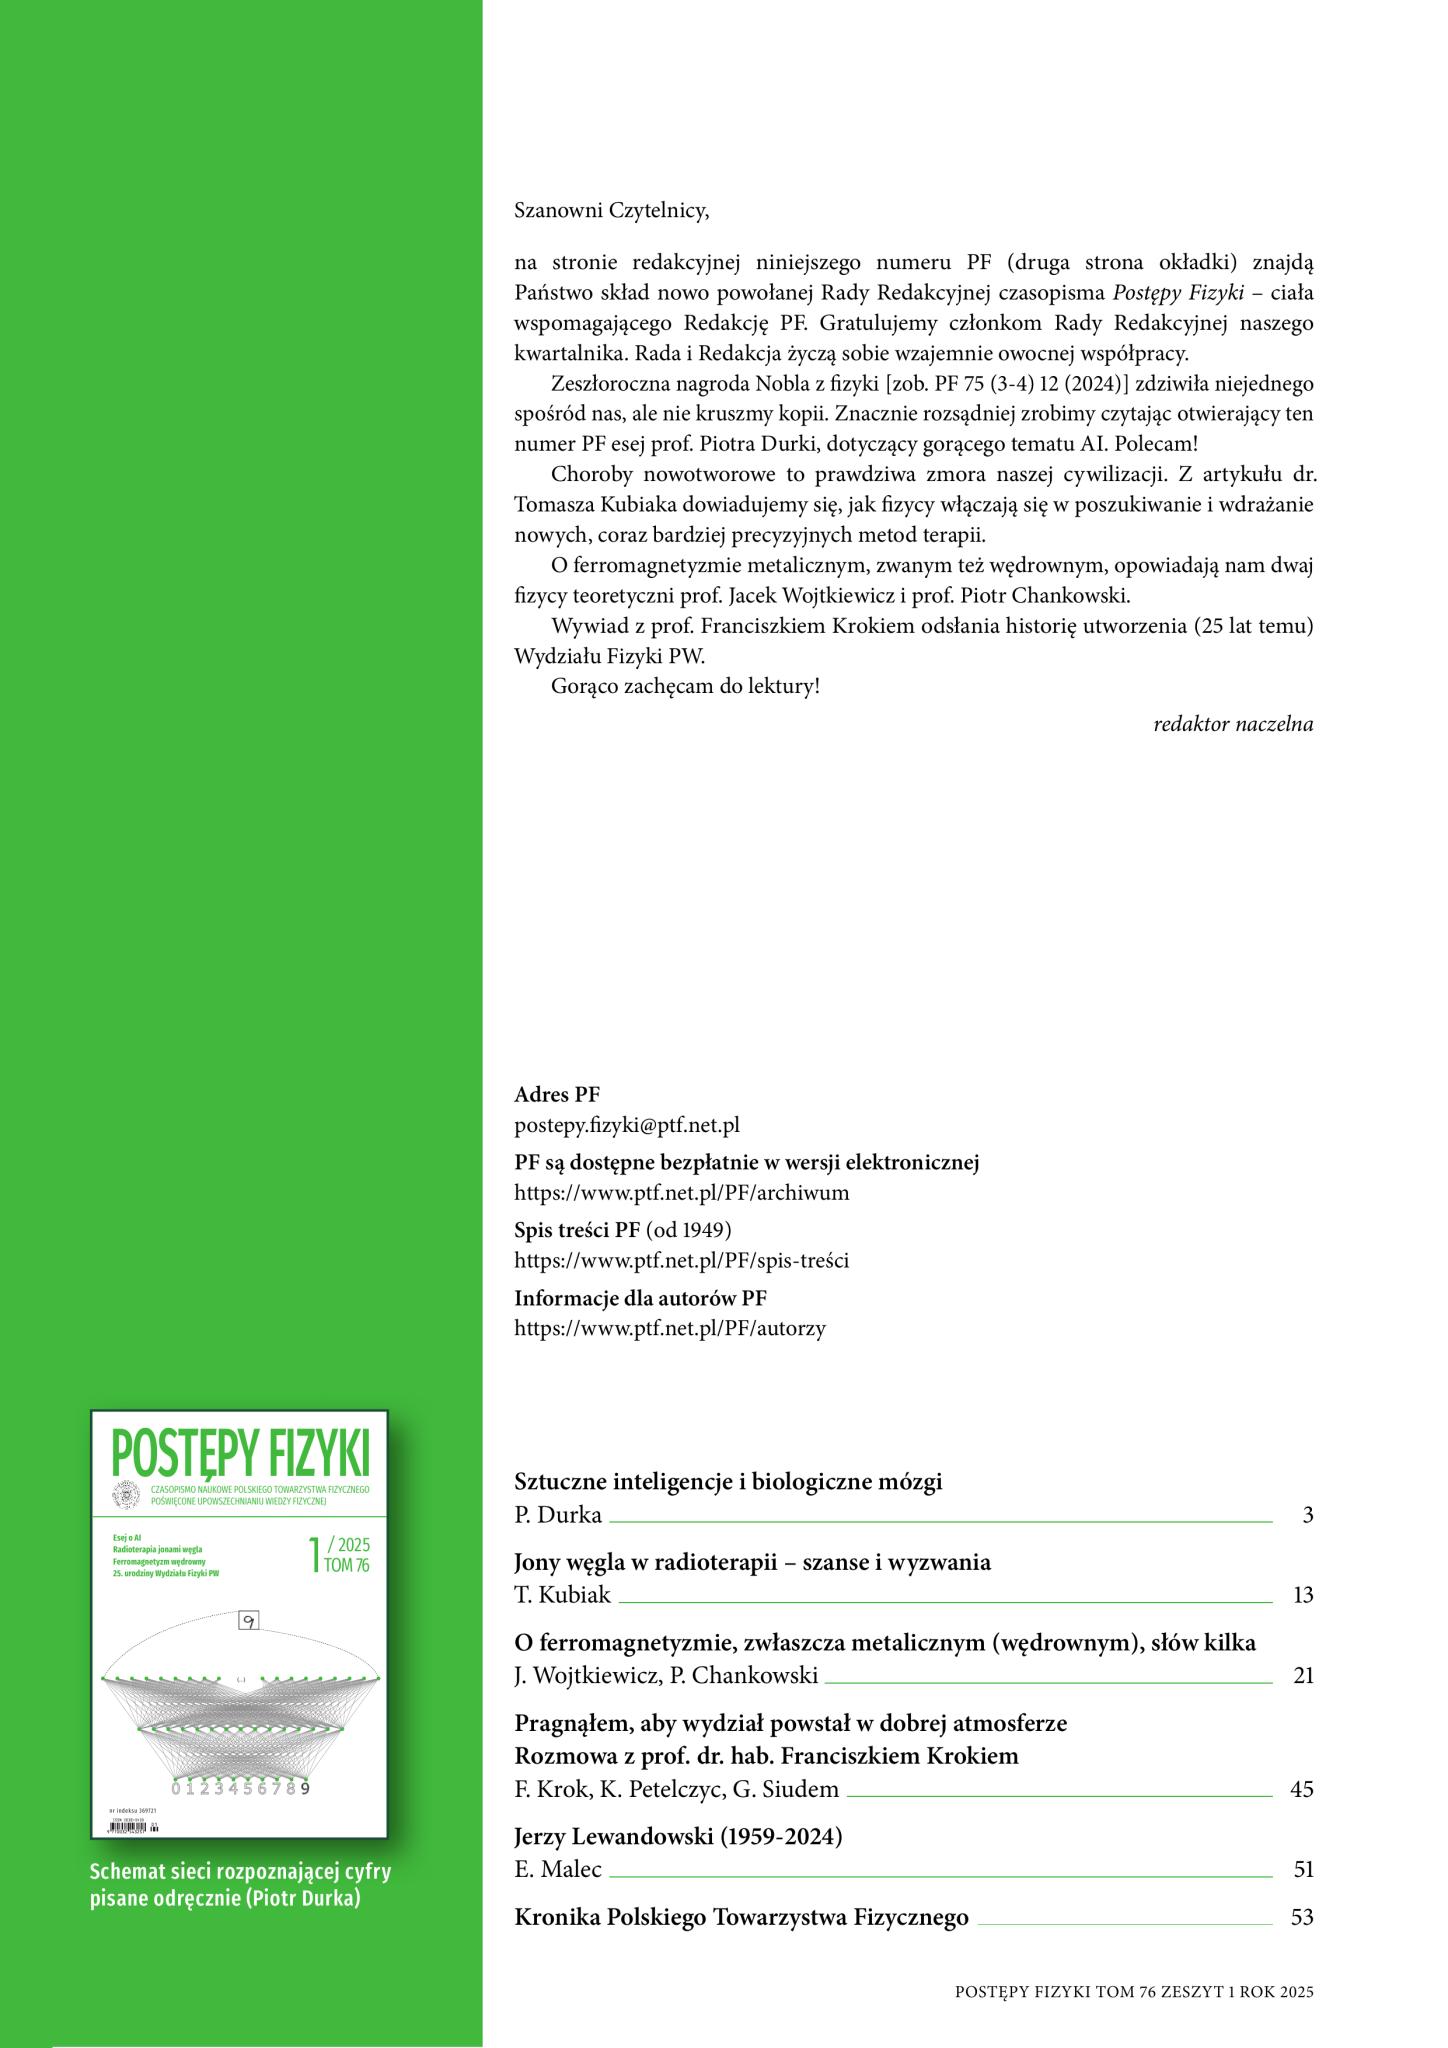 Szanowni Czytelnicy,
na stronie redakcyjnej niniejszego numeru PF (druga strona okładki) znajdą
Państwo skład nowo powołanej Rady Redakcyjnej czasopisma Postępy Fizyki – ciała
wspomagającego Redakcję PF. Gratulujemy członkom Rady Redakcyjnej naszego
kwartalnika. Rada i Redakcja życzą sobie wzajemnie owocnej współpracy.
Zeszłoroczna nagroda Nobla z fizyki [zob. PF 75 (3-4) 12 (2024)] zdziwiła niejednego
spośród nas, ale nie kruszmy kopii. Znacznie rozsądniej zrobimy czytając otwierający ten
numer PF esej prof. Piotra Durki, dotyczący gorącego tematu AI. Polecam!
Choroby nowotworowe to prawdziwa zmora naszej cywilizacji. Z artykułu dr.
Tomasza Kubiaka dowiadujemy się, jak fizycy włączają się w poszukiwanie i wdrażanie
nowych, coraz bardziej precyzyjnych metod terapii.
O ferromagnetyzmie metalicznym, zwanym też wędrownym, opowiadają nam dwaj
fizycy teoretyczni prof. Jacek Wojtkiewicz i prof. Piotr Chankowski.
Wywiad z prof. Franciszkiem Krokiem odsłania historię utworzenia (25 lat temu)
Wydziału Fizyki PW.
Gorąco zachęcam do lektury!
redaktor naczelna
Adres PF
postepy.fizyki@ptf.net.pl
PF są dostępne bezpłatnie w wersji elektronicznej
https://www.ptf.net.pl/PF/archiwum
Spis treści PF (od 1949)
https://www.ptf.net.pl/PF/spis-treści
Informacje dla autorów PF
https://www.ptf.net.pl/PF/autorzy
POSTĘPY FIZYKI
CZASOPISMO NAUKOWE POLSKIEGO TOWARZYSTWA FIZYCZNEGO
POŚWIĘCONE UPOWSZECHNIANIU WIEDZY FIZYCZNEJ
Esej o AI
Radioterapia jonami węgla
Ferromagnetyzm wędrowny
25. urodziny Wydziału Fizyki PW
1 / 2025
TOM 76
9
(...)
0 1 2 3 4 5 6 7 8 9
nr indeksu 369721
Schemat sieci rozpoznającej cyfry
pisane odręcznie (Piotr Durka)
Sztuczne inteligencje i biologiczne mózgi
P. Durka 3
Jony węgla w radioterapii – szanse i wyzwania
T. Kubiak 13
O ferromagnetyzmie, zwłaszcza metalicznym (wędrownym), słów kilka
J. Wojtkiewicz, P. Chankowski 21
Pragnąłem, aby wydział powstał w dobrej atmosferze
Rozmowa z prof. dr. hab. Franciszkiem Krokiem
F. Krok, K. Petelczyc, G. Siudem 45
Jerzy Lewandowski (1959-2024)
E. Malec 51
Kronika Polskiego Towarzystwa Fizycznego 53
POSTĘPY FIZYKI TOM 76 ZESZYT 1 ROK 2025